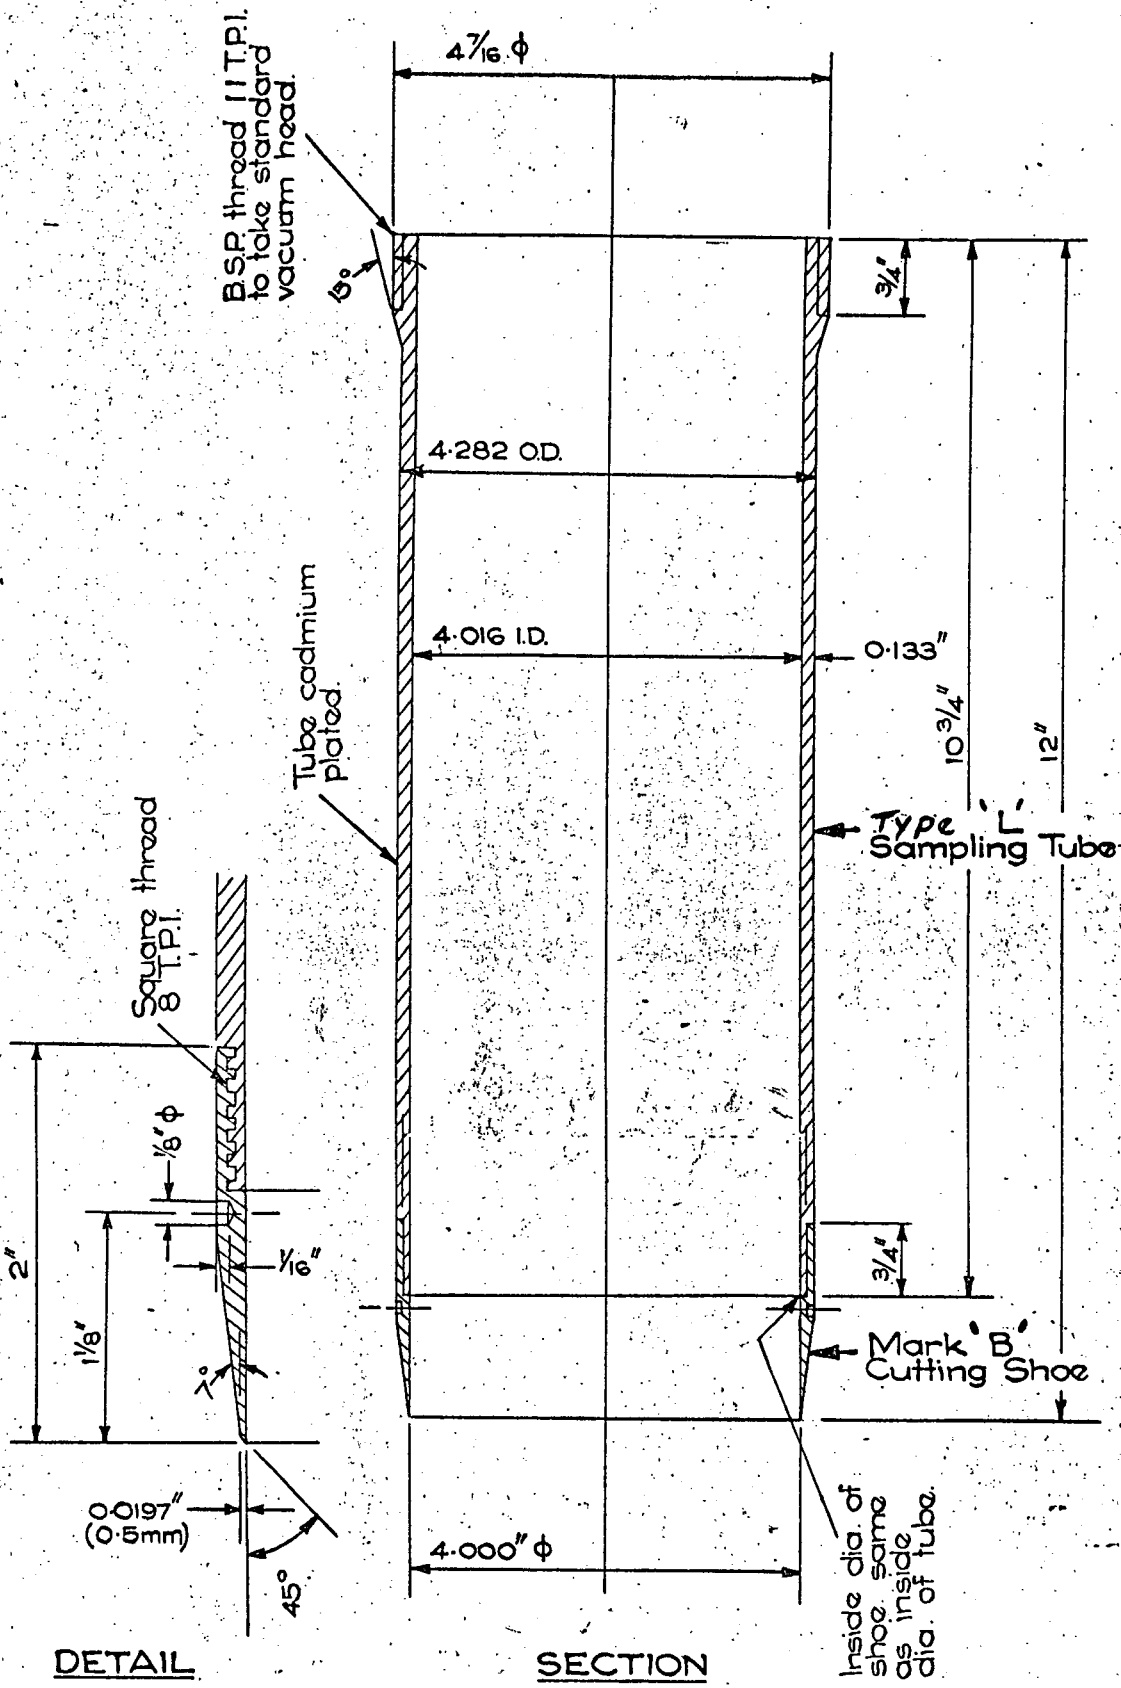 4 7/16 φ
B.S.P. thread 11 T.P.I.
to take standard
vacuum head.
15°
3/4"
4·282 O.D.
4·016 I.D.
0·133"
10 3/4"
12"
Tube cadmium
plated.
Type 'L'
Sampling Tube
Square thread
8 T.P.I.
1/8" φ
2"
1 1/8"
1/16"
7°
3/4"
Mark 'B'
Cutting Shoe
0·0197"
(0·5mm)
45°
4·000" φ
Inside dia. of
shoe same
as inside
dia. of tube.
DETAIL
SECTION